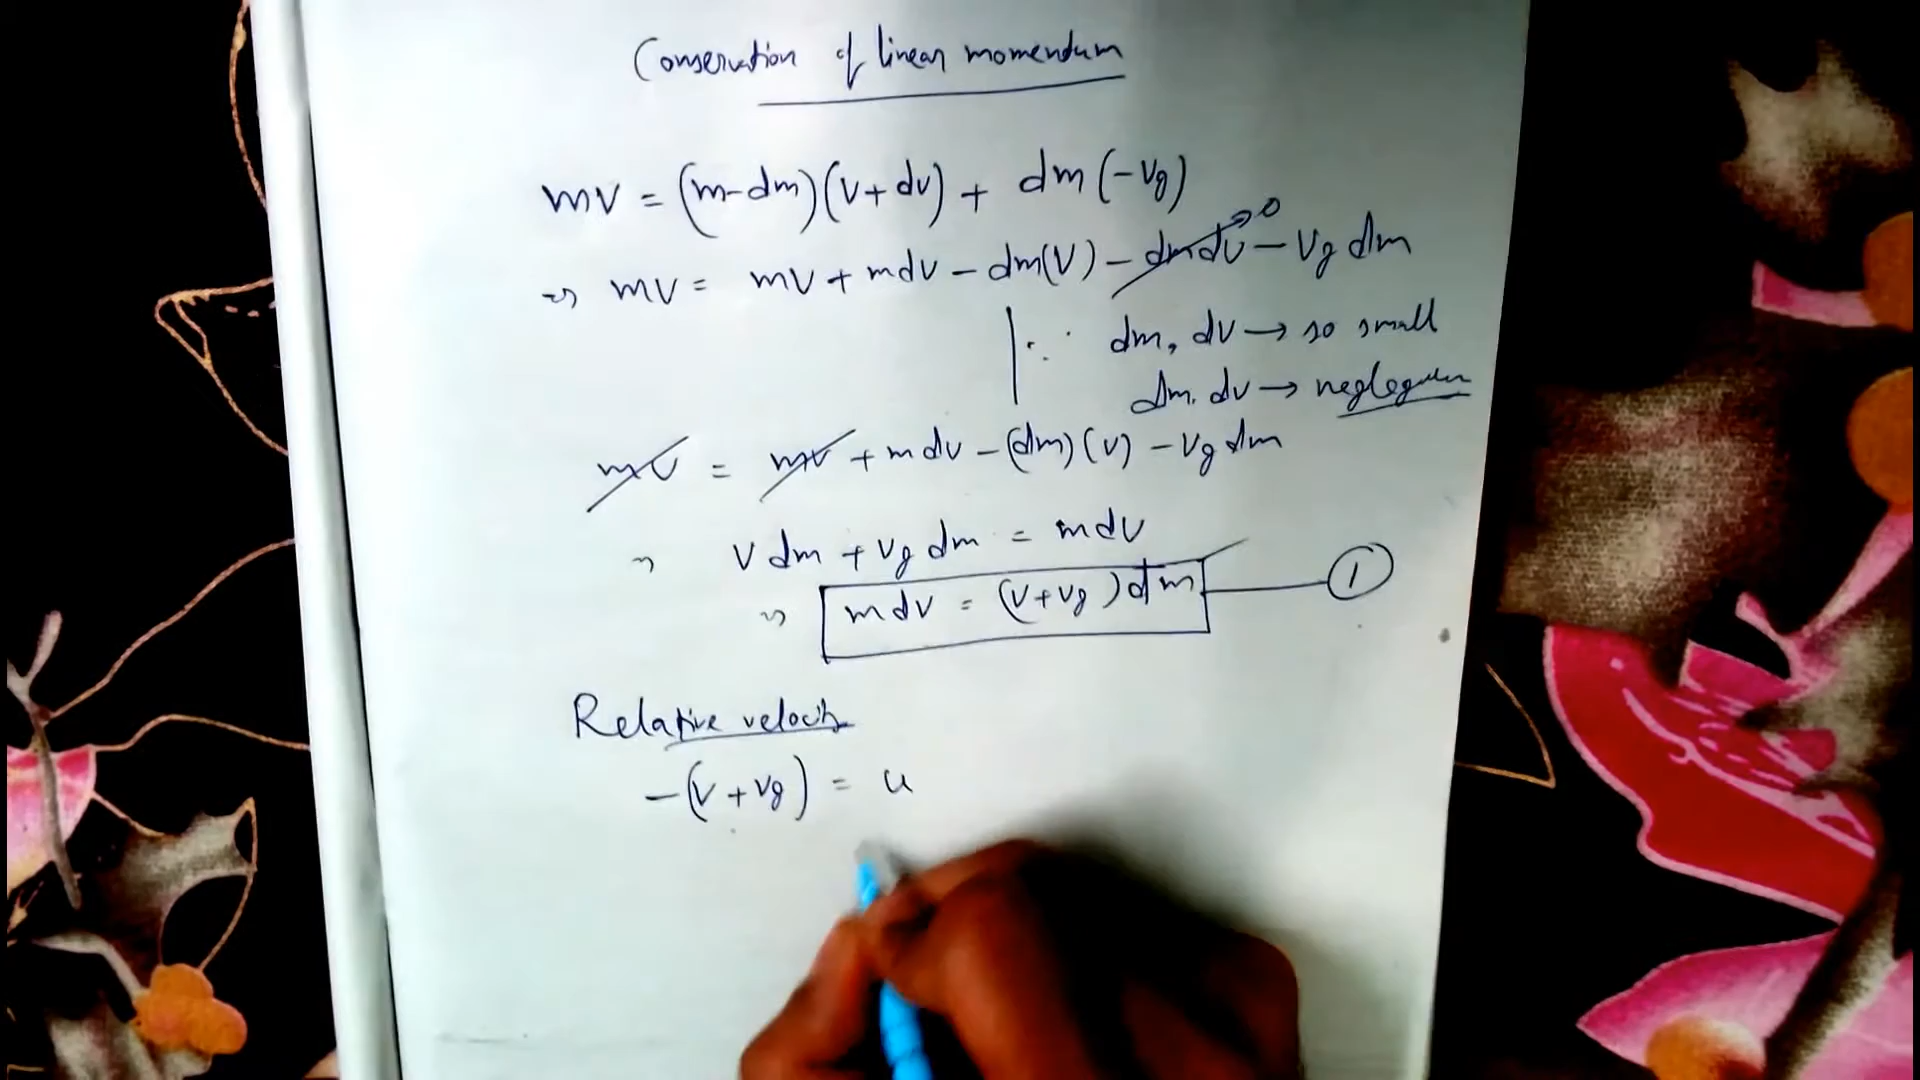 Conservation of linear momendum
mv = (m-dm)(v+dv) + dm(-vg)
⇒ mv = mv + mdv - dm(v) - dmdv → 0 - vg dm
∵ dm, dv → so small
dm. dv →
mv = mv + mdv - (dm)(v) - vg dm
⇒ v dm + vg dm = mdv
⇒ mdv = (v+vg) dm — 1
Relative velocity
-(v+vg) = u